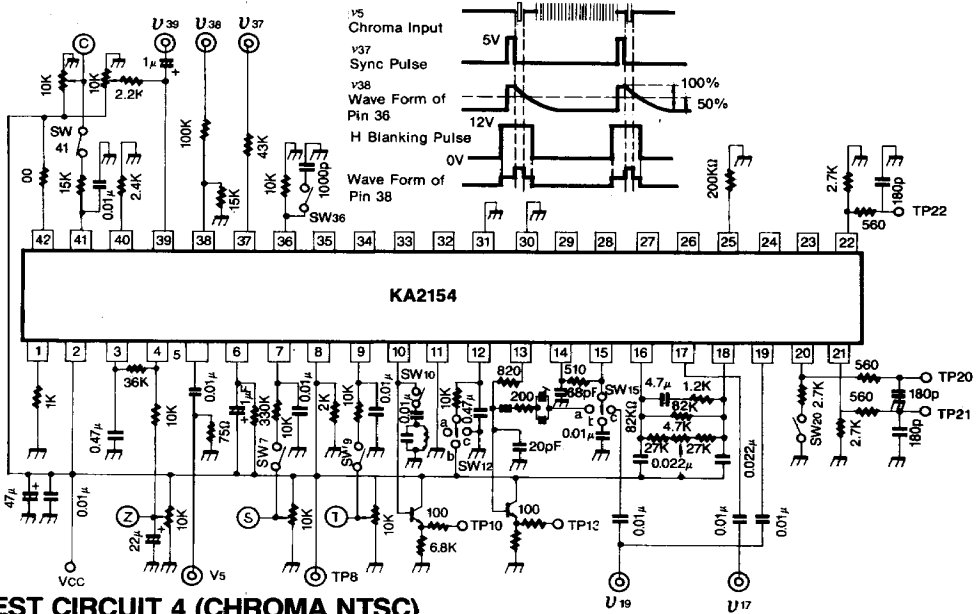 υ39 υ38 υ37
C
1μ
+
10K
10K
2.2K
SW
41
100K
43K
00
15K
0.01μ
2.4K
15K
10K
1000p
SW36
200KΩ
2.7K
180p
560
TP22
ν5
Chroma Input
ν37
Sync Pulse
5V
ν38
Wave Form of
Pin 36
100%
50%
12V
H Blanking Pulse
0V
Wave Form of
Pin 38
42 41 40 39 38 37 36 35 34 33 32 31 30 29 28 27 26 25 24 23 22
KA2154
1 2 3 4 5 6 7 8 9 10 11 12 13 14 15 16 17 18 19 20 21
1K
36K
0.47μ
10K
0.01μ
75Ω
1μF
+
330K
10K
0.01μ
SW7
2K
10K
0.01μ
SW9
SW10
0.01μ
10K
0.47μ
a
b
c
SW12
820
200
20pF
510
68pF
SW15
a
0.01μ
82KΩ
4.7μ
1.2K
82K
4.7K
27K
27K
0.022μ
0.022μ
2.7K
SW20
560
560
2.7K
180p
180p
TP20
TP21
47μ
+
0.01μ
Z
22μ
+
10K
S
10K
T
10K
100
TP10
6.8K
100
TP13
0.01μ
0.01μ
0.01μ
VCC
V5
TP8
υ19
υ17
EST CIRCUIT 4 (CHROMA NTSC)